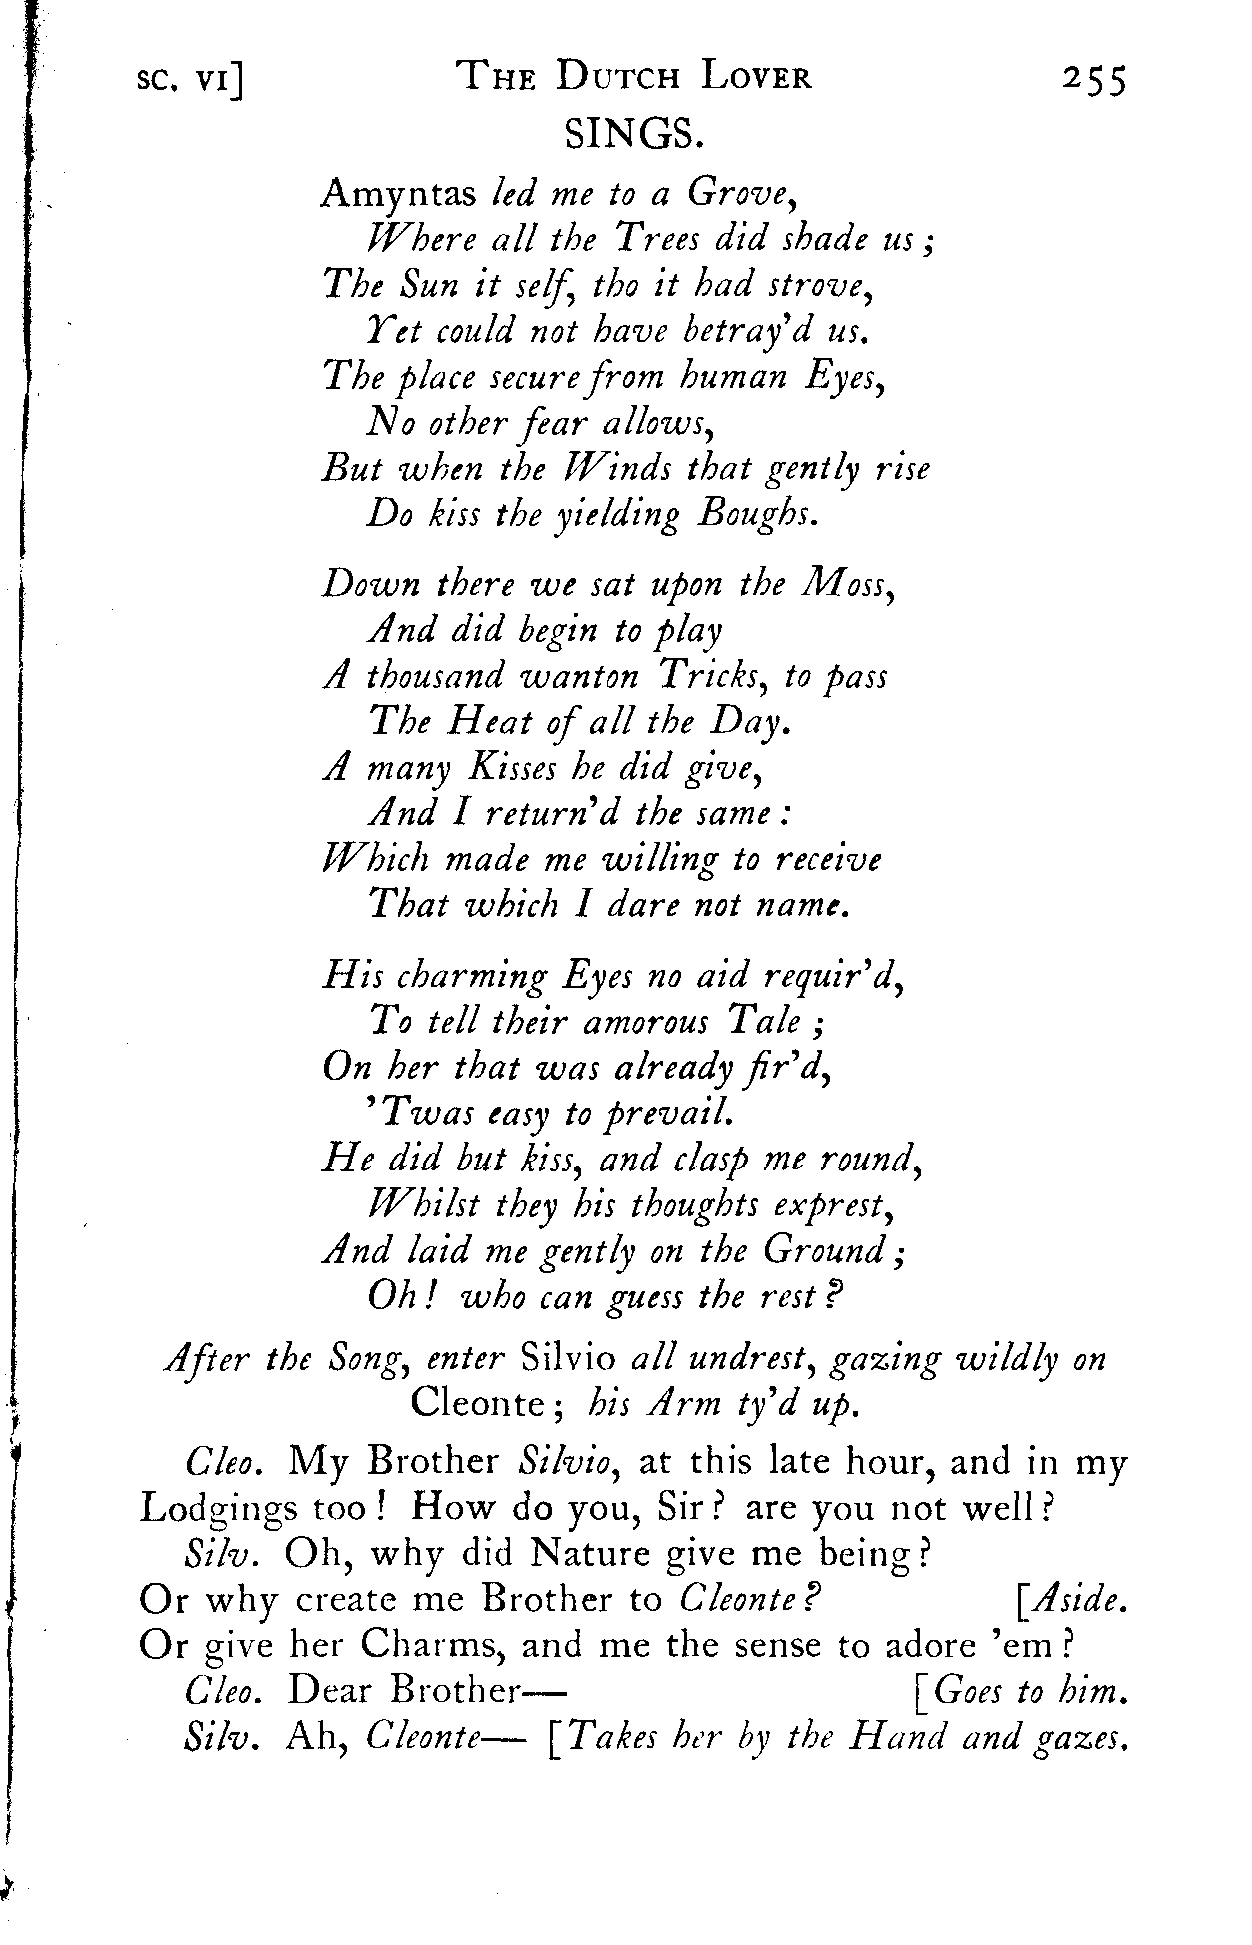 SC. VI] THE DUTCH LOVER 255
SINGS.
Amyntas led me to a Grove,
Where all the Trees did shade us ;
The Sun it self, tho it had strove,
Yet could not have betray'd us.
The place secure from human Eyes,
No other fear allows,
But when the Winds that gently rise
Do kiss the yielding Boughs.
Down there we sat upon the Moss,
And did begin to play
A thousand wanton Tricks, to pass
The Heat of all the Day.
A many Kisses he did give,
And I return'd the same :
Which made me willing to receive
That which I dare not name.
His charming Eyes no aid requir'd,
To tell their amorous Tale ;
On her that was already fir'd,
'Twas easy to prevail.
He did but kiss, and clasp me round,
Whilst they his thoughts exprest,
And laid me gently on the Ground ;
Oh ! who can guess the rest ?
After the Song, enter Silvio all undrest, gazing wildly on
Cleonte ; his Arm ty'd up.
Cleo. My Brother Silvio, at this late hour, and in my
Lodgings too ! How do you, Sir ? are you not well ?
Silv. Oh, why did Nature give me being ?
Or why create me Brother to Cleonte ? [Aside.
Or give her Charms, and me the sense to adore 'em ?
Cleo. Dear Brother— [Goes to him.
Silv. Ah, Cleonte— [Takes her by the Hand and gazes.